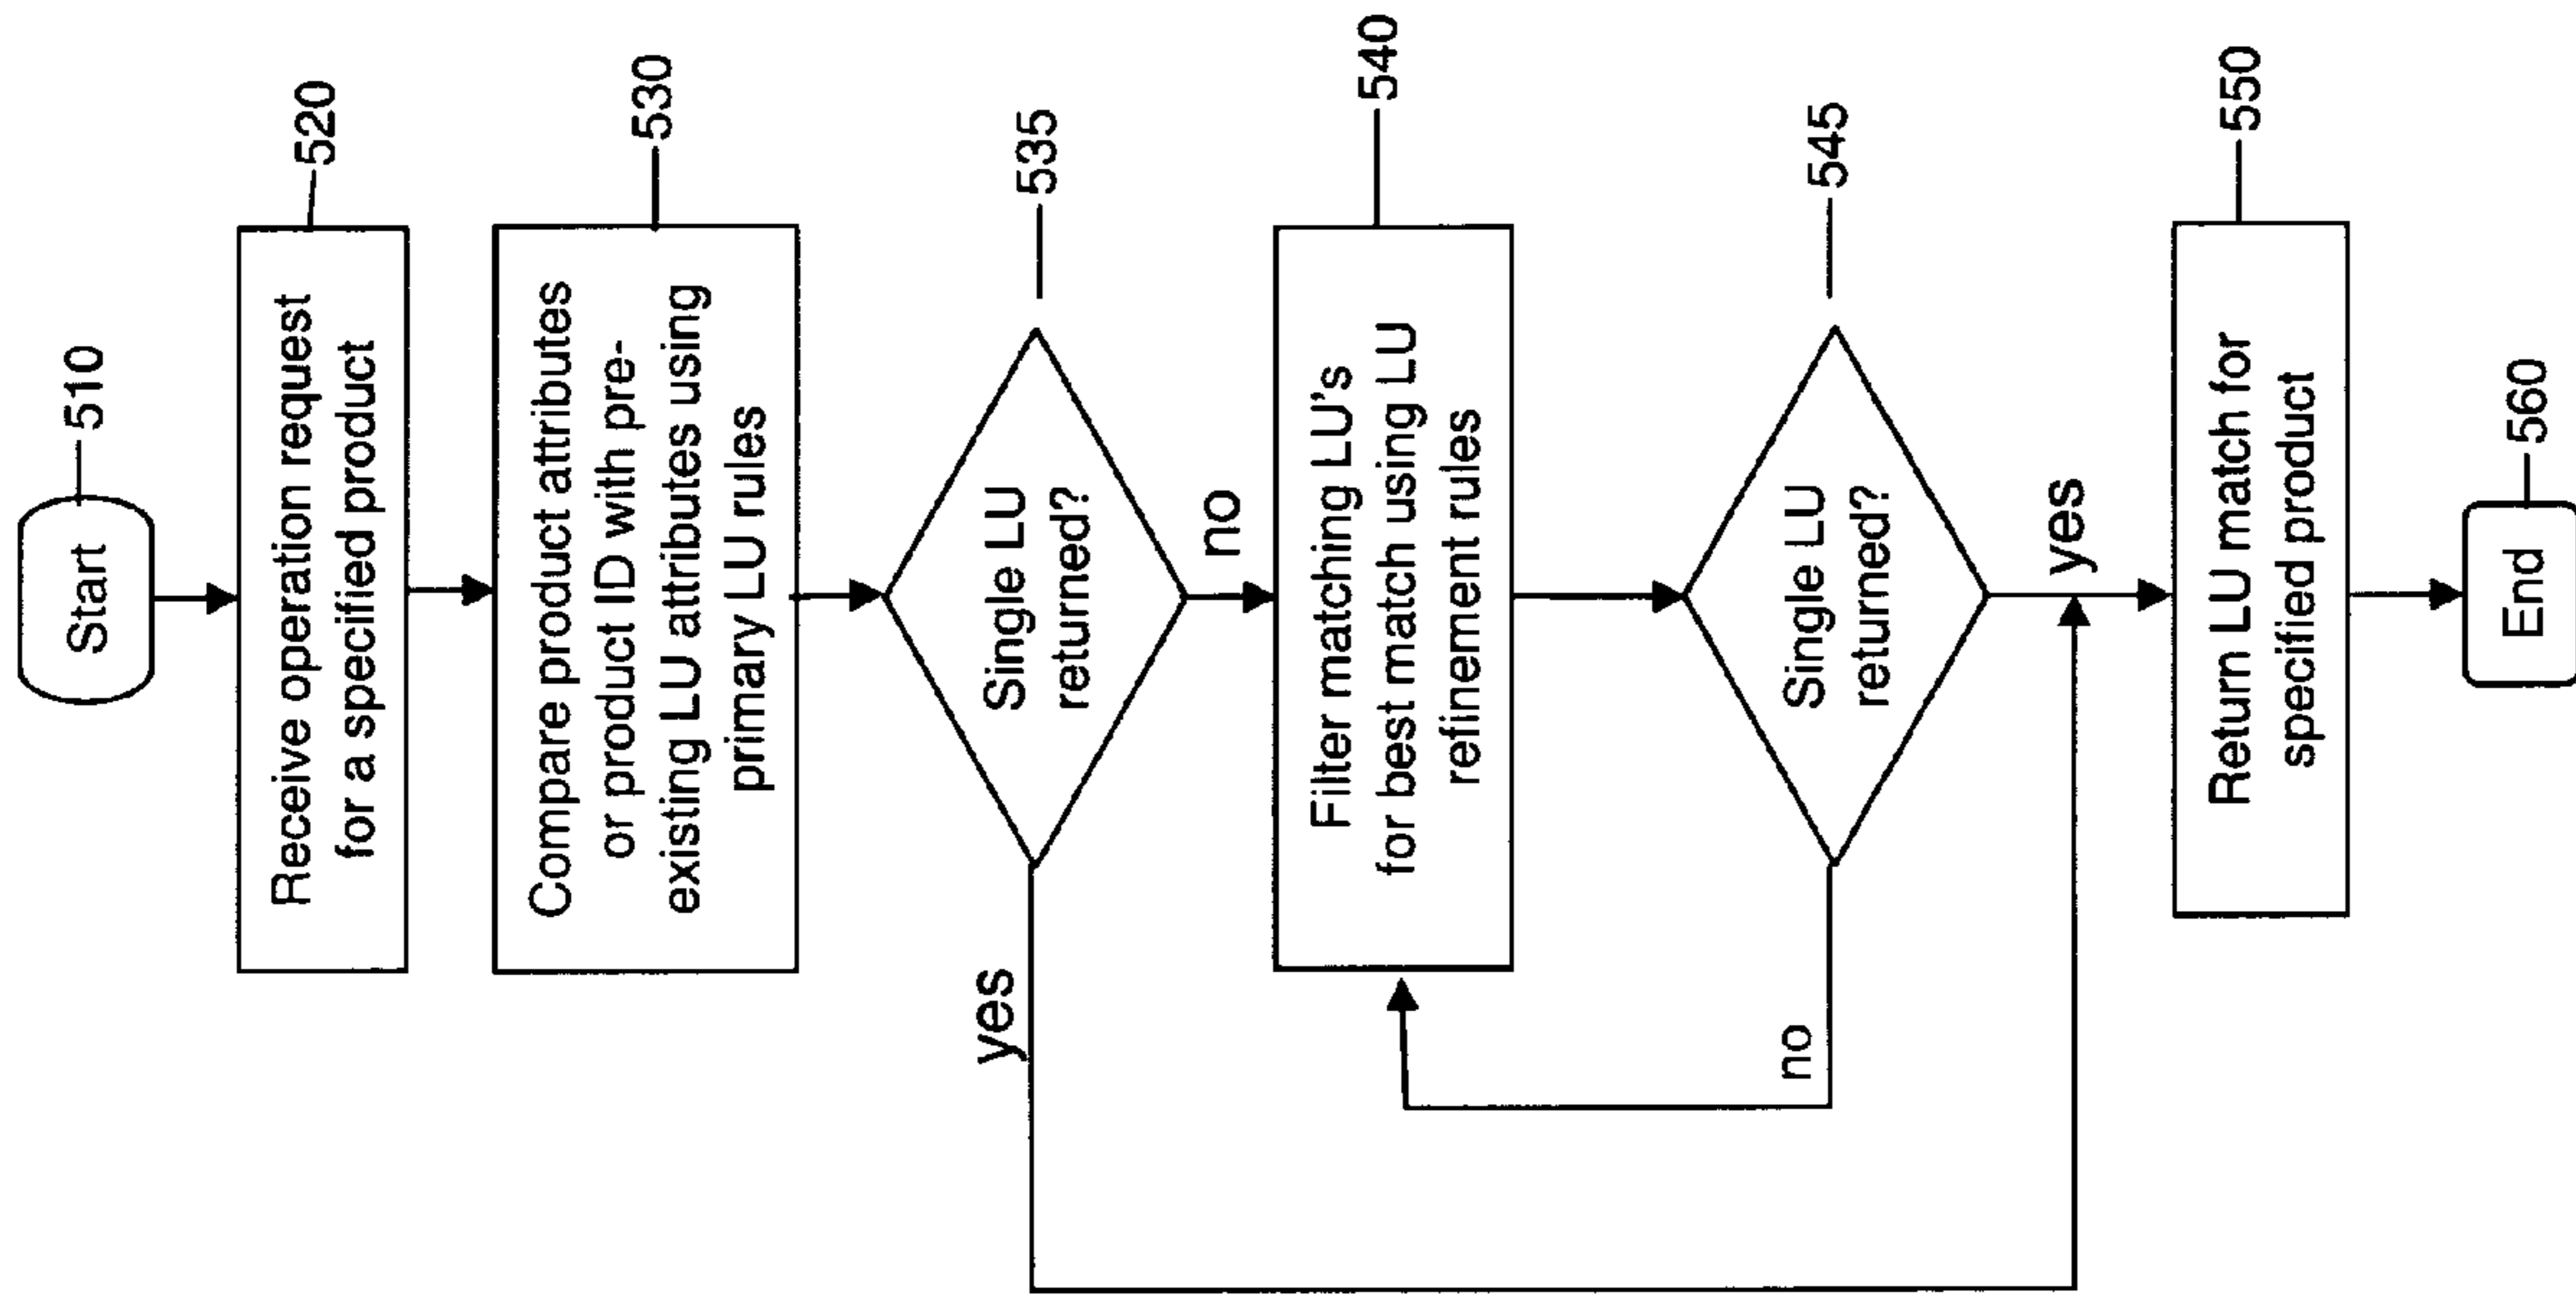 Start
510
Receive operation request
for a specified product
520
Compare product attributes
or product ID with pre-
existing LU attributes using
primary LU rules
530
Single LU
returned?
535
yes
no
Filter matching LU's
for best match using LU
refinement rules
540
Single LU
returned?
545
no
yes
Return LU match for
specified product
550
End
560